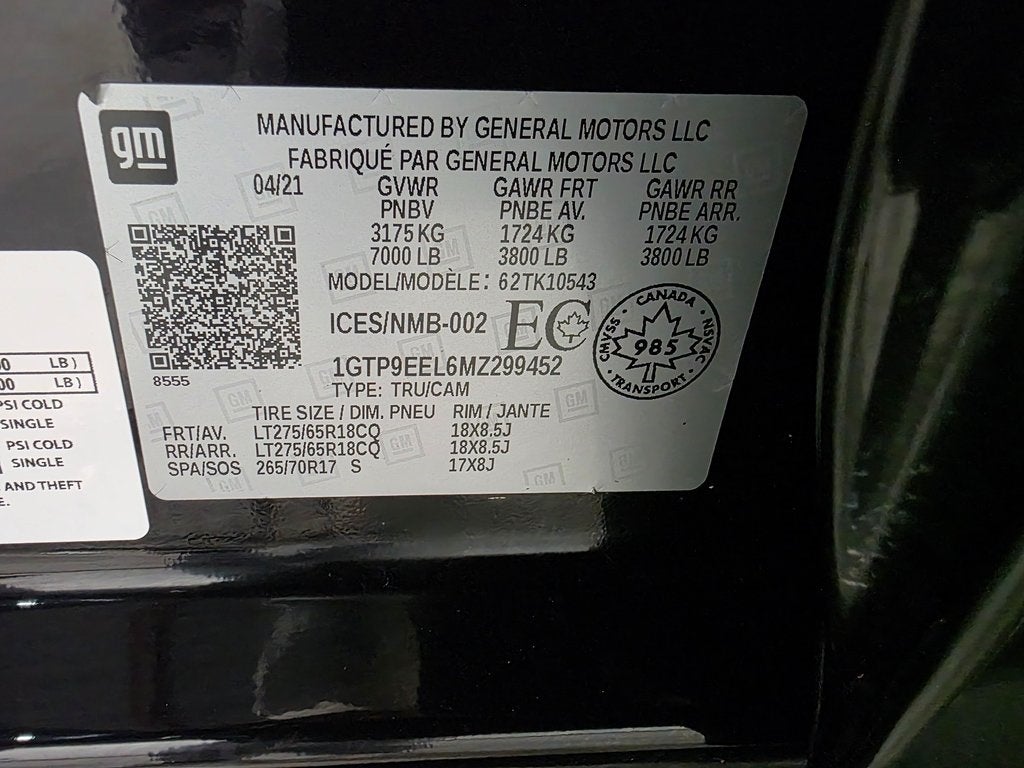 gm
MANUFACTURED BY GENERAL MOTORS LLC
FABRIQUÉ PAR GENERAL MOTORS LLC
04/21 GVWR GAWR FRT GAWR RR
PNBV PNBE AV. PNBE ARR.
3175 KG 1724 KG 1724 KG
7000 LB 3800 LB 3800 LB
MODEL/MODÈLE: 62TK10543
ICES/NMB-002 EC
CANADA
CMVSS NSVAC
985
TRANSPORT
1GTP9EEL6MZ299452
8555
TYPE: TRU/CAM
TIRE SIZE / DIM. PNEU RIM / JANTE
FRT/AV. LT275/65R18CQ 18X8.5J
RR/ARR. LT275/65R18CQ 18X8.5J
SPA/SOS 265/70R17 S 17X8J
LB )
00 LB )
PSI COLD
SINGLE
PSI COLD
SINGLE
AND THEFT
E.